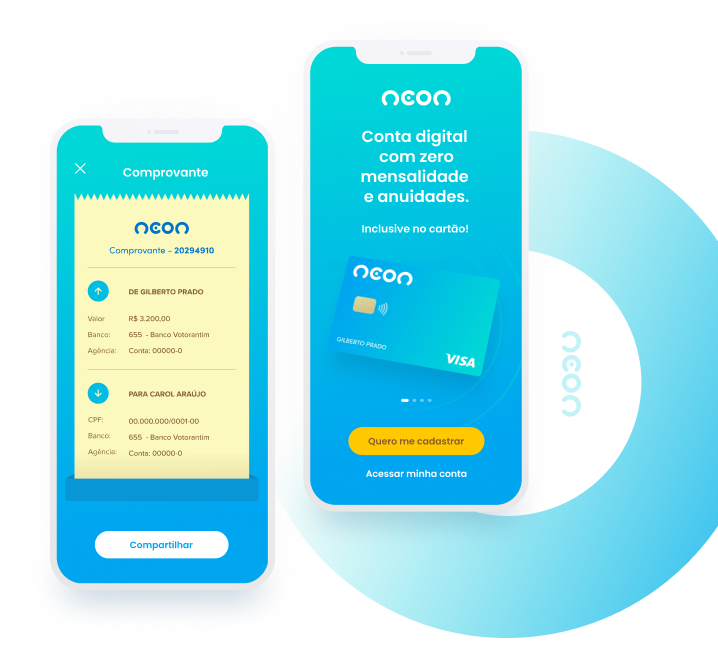 Comprovante
neon
Comprovante - 20294910
DE GILBERTO PRADO
Valor R$ 3.200,00
Banco: 655 - Banco Votorantim
Agência: Conta: 00000-0
PARA CAROL ARAÚJO
CPF: 00.000.000/0001-00
Banco: 655 - Banco Votorantim
Agência: Conta: 00000-0
Compartilhar
neon
Conta digital
com zero
mensalidade
e anuidades.
Inclusive no cartão!
neon
GILBERTO PRADO
VISA
Quero me cadastrar
Acessar minha conta
neon